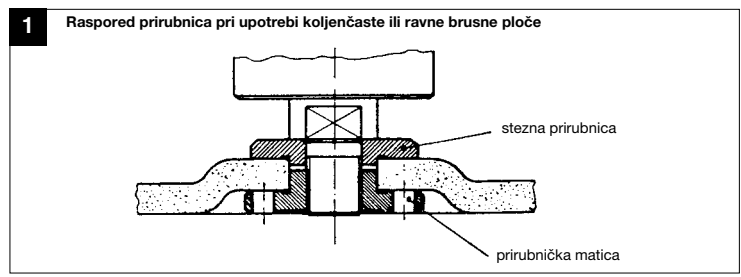 1
Raspored prirubnica pri upotrebi koljenčaste ili ravne brusne ploče
stezna prirubnica
prirubnička matica